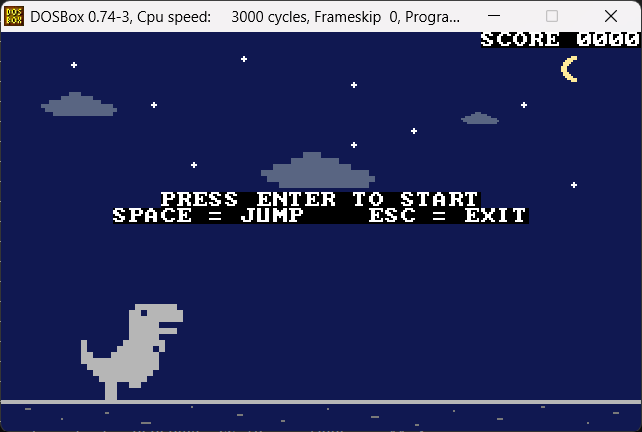 DOSBox 0.74-3, Cpu speed: 3000 cycles, Frameskip 0, Progra...
SCORE 0000
PRESS ENTER TO START
SPACE = JUMP ESC = EXIT